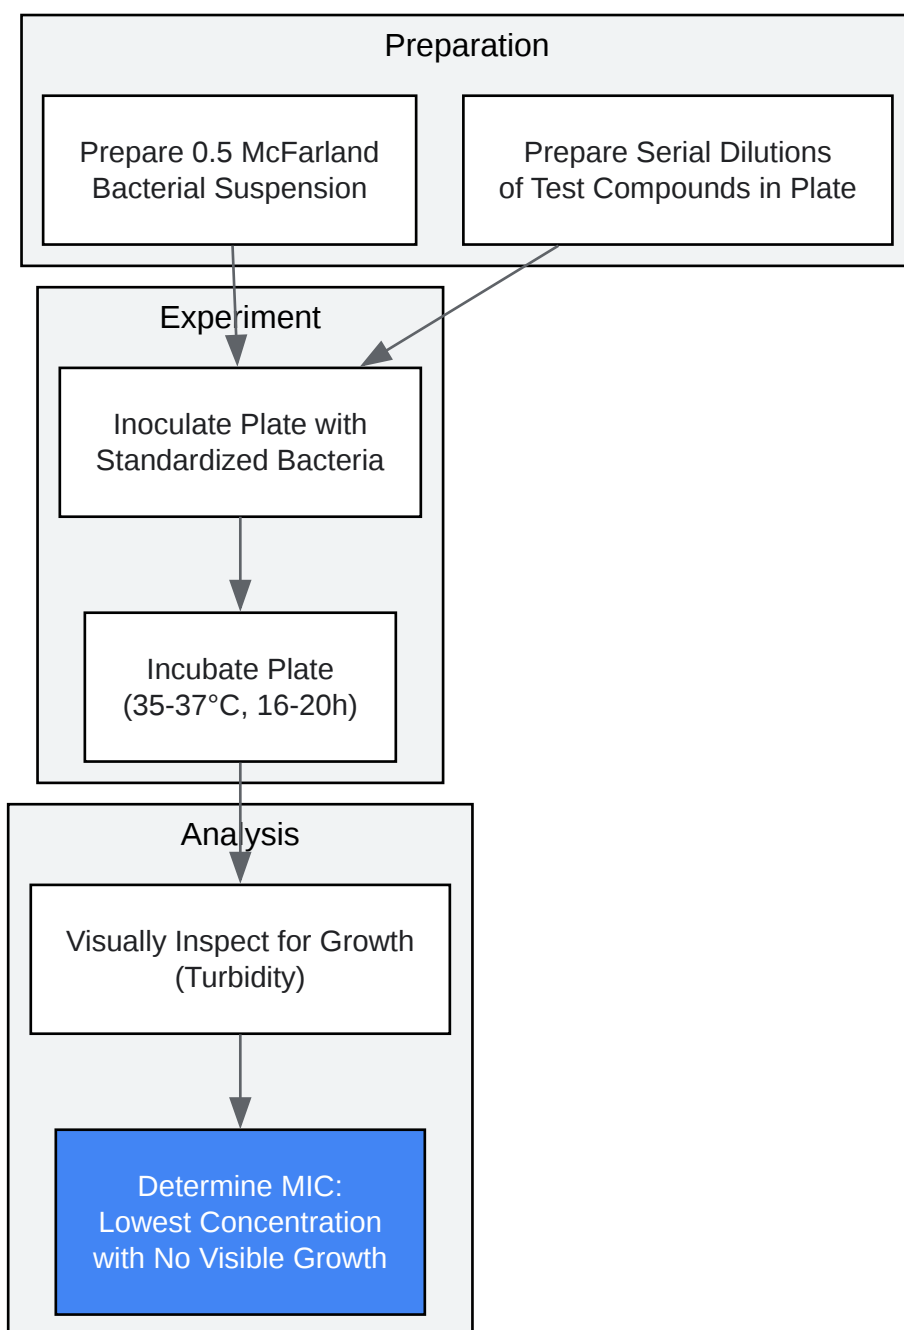 Preparation
Prepare 0.5 McFarland
Bacterial Suspension
Prepare Serial Dilutions
of Test Compounds in Plate
Experiment
Inoculate Plate with
Standardized Bacteria
Incubate Plate
(35-37°C, 16-20h)
Analysis
Visually Inspect for Growth
(Turbidity)
Determine MIC:
Lowest Concentration
with No Visible Growth